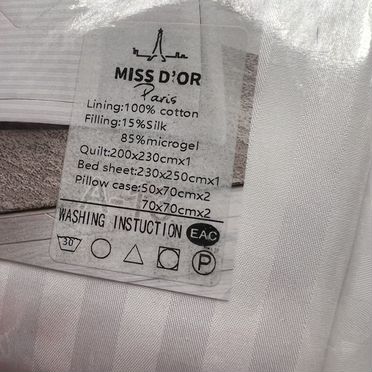 MISS D'OR
Paris
Lining:100% cotton
Filling:15%Silk
85%microgel
Quilt:200x230cmx1
Bed sheet:230x250cmx1
Pillow case:50x70cmx2
70x70cmx2
WASHING INSTUCTION EAC
30 P